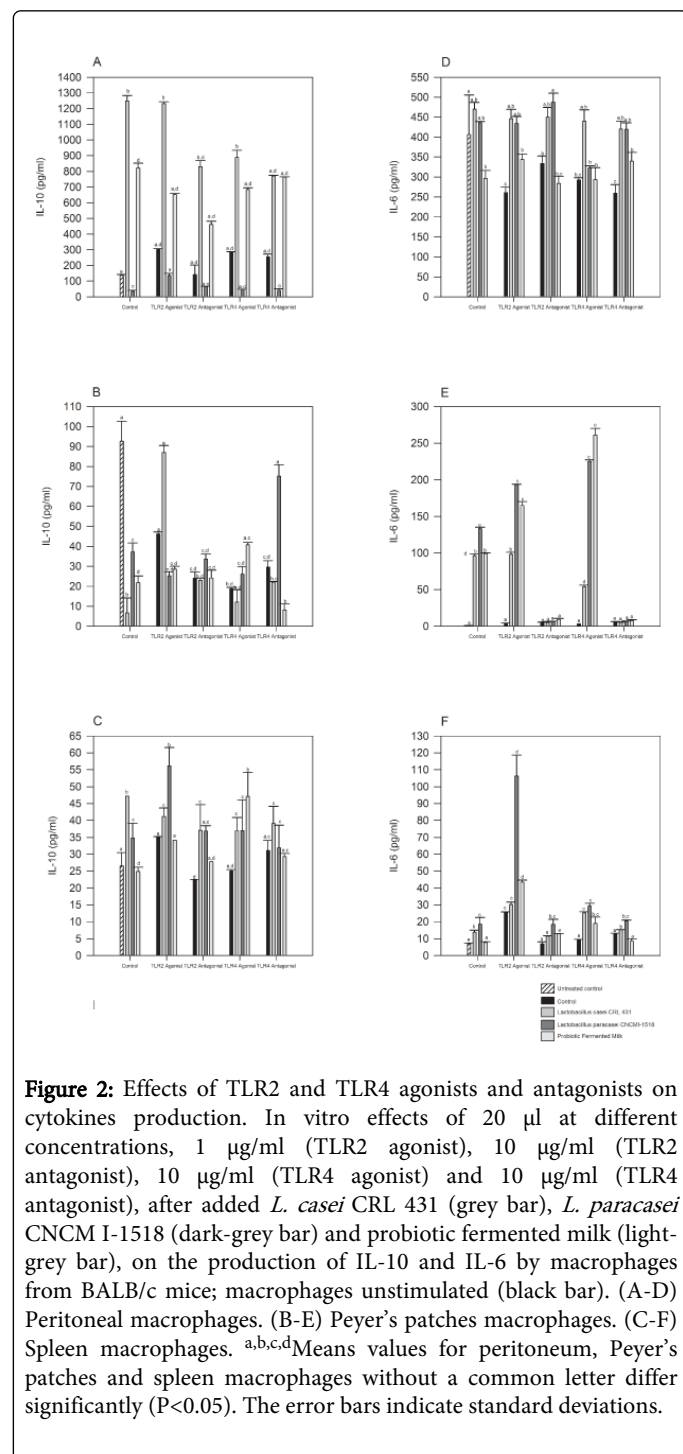 A
1400
1300
1200
1100
1000
900
800
700
600
500
400
300
200
100
0
IL-10 (pg/ml)
Control
TLR2 Agonist
TLR2 Antagonist
TLR4 Agonist
TLR4 Antagonist
D
550
500
450
400
350
300
250
200
150
100
50
0
IL-6 (pg/ml)
Control
TLR2 Agonist
TLR2 Antagonist
TLR4 Agonist
TLR4 Antagonist
B
110
100
90
80
70
60
50
40
30
20
10
0
IL-10 (pg/ml)
Control
TLR2 Agonist
TLR2 Antagonist
TLR4 Agonist
TLR4 Antagonist
E
300
250
200
150
100
50
0
IL-6 (pg/ml)
Control
TLR2 Agonist
TLR2 Antagonist
TLR4 Agonist
TLR4 Antagonist
C
65
60
55
50
45
40
35
30
25
20
15
10
5
0
IL-10 (pg/ml)
Control
TLR2 Agonist
TLR2 Antagonist
TLR4 Agonist
TLR4 Antagonist
F
130
120
110
100
90
80
70
60
50
40
30
20
10
0
IL-6 (pg/ml)
Control
TLR2 Agonist
TLR2 Antagonist
TLR4 Agonist
TLR4 Antagonist
Untreated control
Control
Lactobacillus casei CRL 431
Lactobacillus paracasei CNCMI-1518
Probiotic Fermented Milk
Figure 2: Effects of TLR2 and TLR4 agonists and antagonists on
cytokines production. In vitro effects of 20 μl at different
concentrations, 1 μg/ml (TLR2 agonist), 10 μg/ml (TLR2
antagonist), 10 μg/ml (TLR4 agonist) and 10 μg/ml (TLR4
antagonist), after added L. casei CRL 431 (grey bar), L. paracasei
CNCM I-1518 (dark-grey bar) and probiotic fermented milk (light-
grey bar), on the production of IL-10 and IL-6 by macrophages
from BALB/c mice; macrophages unstimulated (black bar). (A-D)
Peritoneal macrophages. (B-E) Peyer's patches macrophages. (C-F)
Spleen macrophages. a,b,c,dMeans values for peritoneum, Peyer's
patches and spleen macrophages without a common letter differ
significantly (P<0.05). The error bars indicate standard deviations.